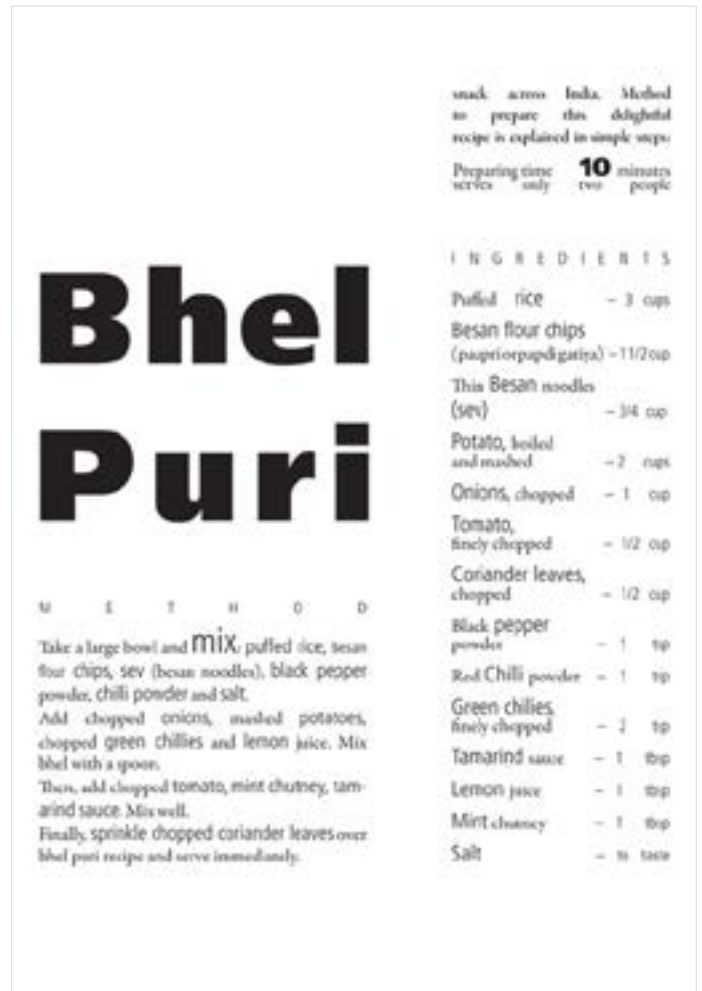 snack across India. Method
to prepare this delightful
recipe is explained in simple steps:
Preparing time 10 minutes
serves only two people
Bhel
Puri
INGREDIENTS
Puffed rice – 3 cups
Besan flour chips
(paapri or papdi gatiya) – 1 1/2 cup
Thin Besan noodles
(sev) – 3/4 cup
Potato, boiled
and mashed – 2 cups
Onions, chopped – 1 cup
Tomato,
finely chopped – 1/2 cup
Coriander leaves,
chopped – 1/2 cup
Black pepper
powder – 1 tsp
Red Chilli powder – 1 tsp
Green chilies,
finely chopped – 2 tsp
Tamarind sauce – 1 tbsp
Lemon juice – 1 tbsp
Mint chutney – 1 tbsp
Salt – to taste
METHOD
Take a large bowl and mix, puffed rice, besan
flour chips, sev (besan noodles), black pepper
powder, chilli powder and salt.
Add chopped onions, mashed potatoes,
chopped green chillies and lemon juice. Mix
bhel with a spoon.
Then, add chopped tomato, mint chutney, tam-
arind sauce. Mix well.
Finally, sprinkle chopped coriander leaves over
bhel puri recipe and serve immediately.